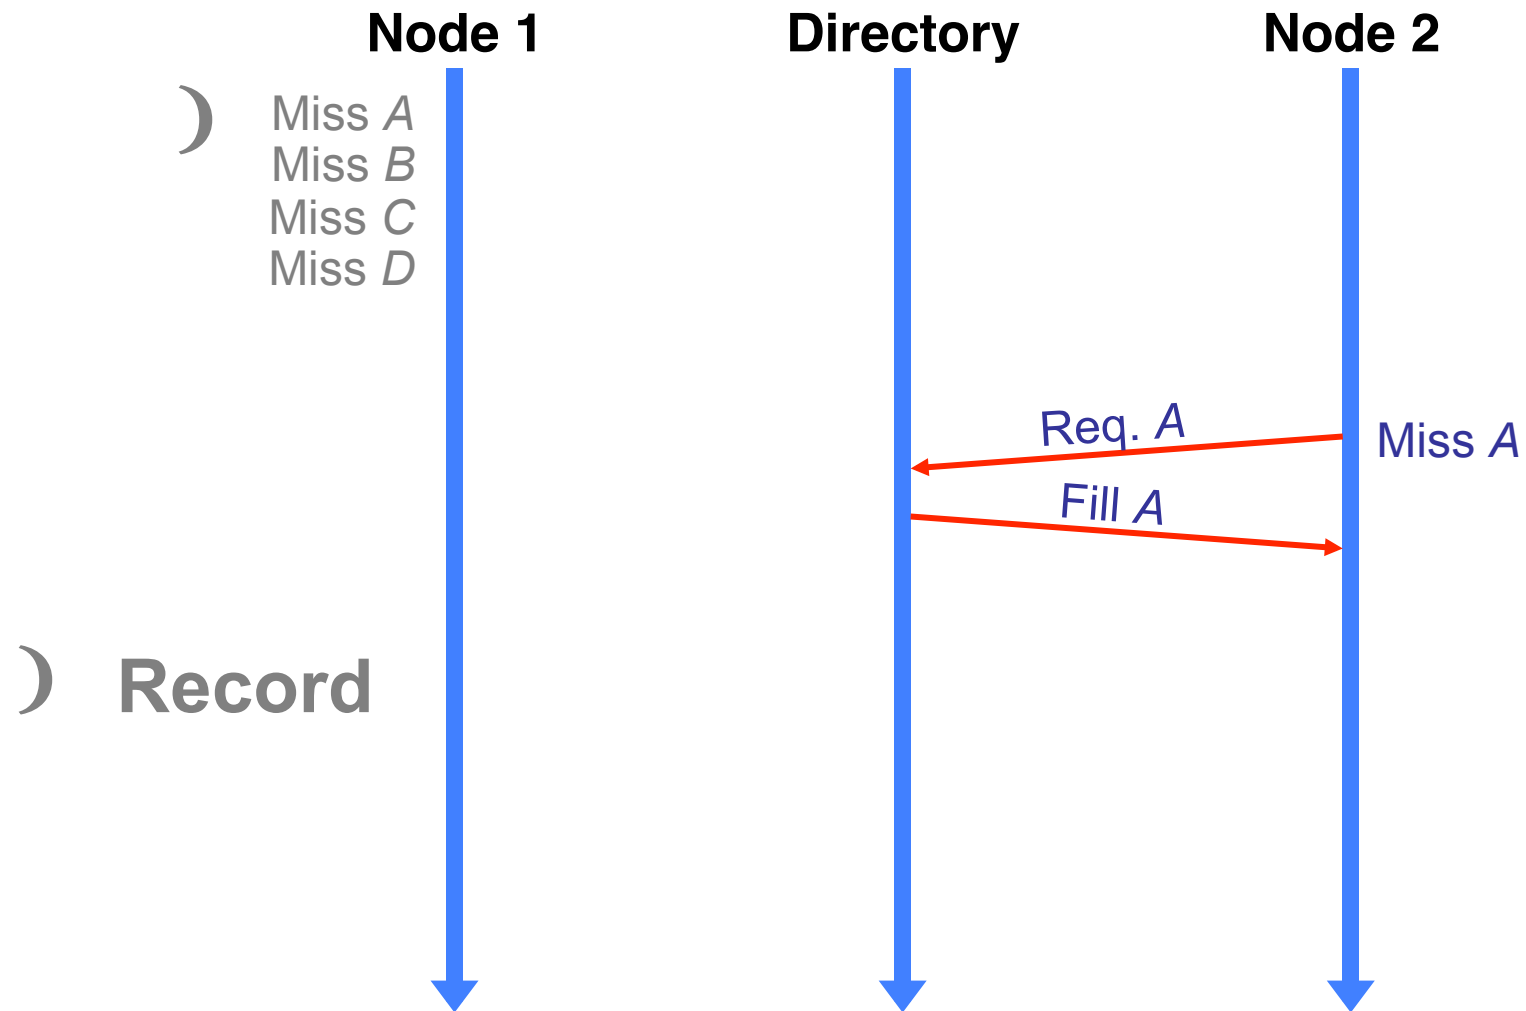 Node 1
Directory
Node 2
Miss A
Miss B
Miss C
Miss D
Req. A
Miss A
Fill A
Record